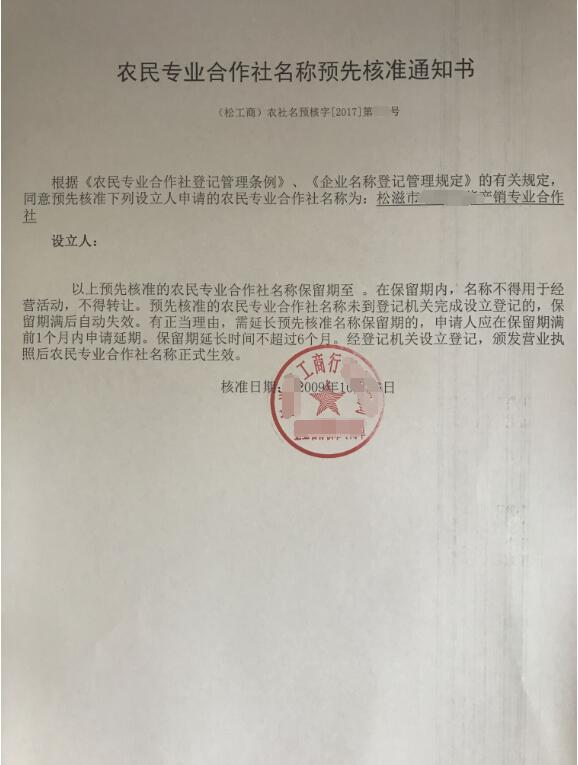 农民专业合作社名称预先核准通知书
（松工商）农社名预核字[2017]第 号
根据《农民专业合作社登记管理条例》、《企业名称登记管理规定》的有关规定，
同意预先核准下列设立人申请的农民专业合作社名称为：松滋市 产销专业合作
社
设立人：
以上预先核准的农民专业合作社名称保留期至 。在保留期内，名称不得用于经
营活动，不得转让。预先核准的农民专业合作社名称未到登记机关完成设立登记的，保
留期满后自动失效。有正当理由，需延长预先核准名称保留期的，申请人应在保留期满
前1个月内申请延期。保留期延长时间不超过6个月。经登记机关设立登记，颁发营业执
照后农民专业合作社名称正式生效。
核准日期： 2009年10 日
工商行